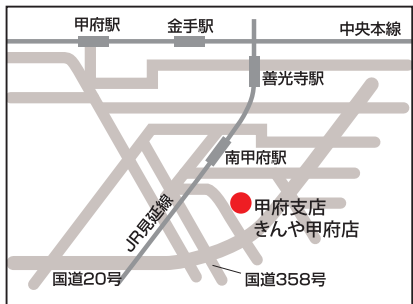 甲府駅
金手駅
中央本線
善光寺駅
南甲府駅
JR見延線
甲府支店
きんや甲府店
国道20号
国道358号